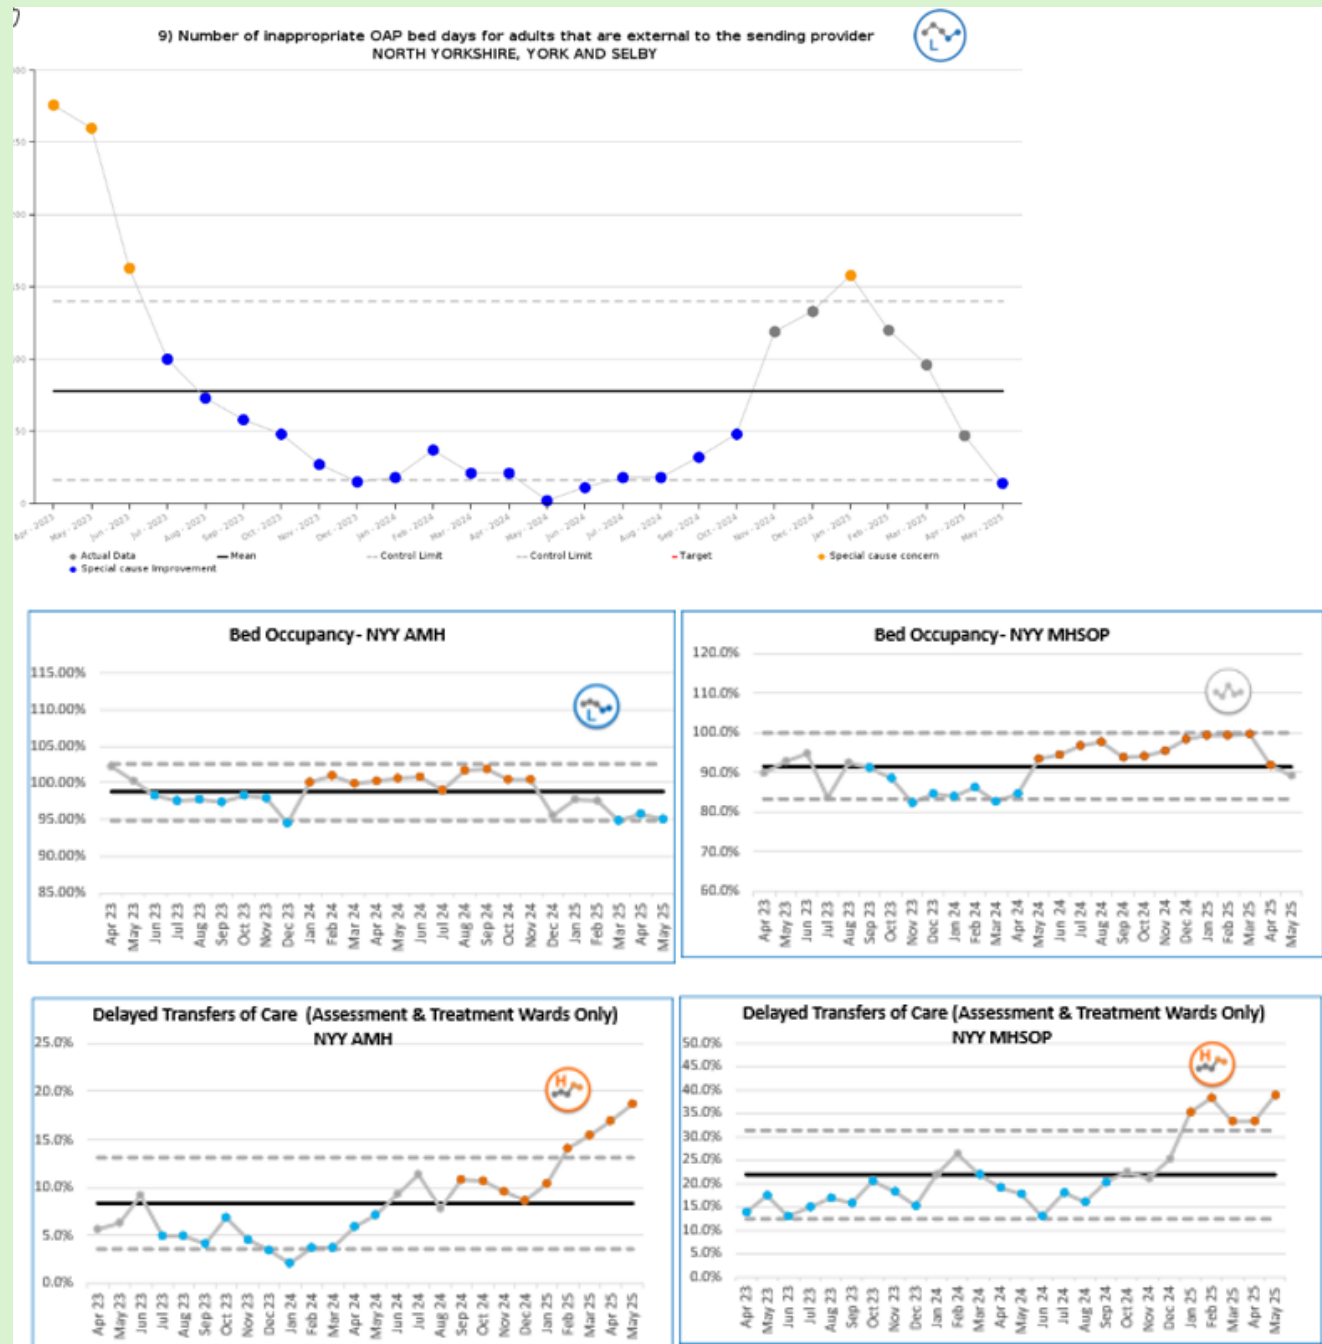 9) Number of inappropriate OAP bed days for adults that are external to the sending provider
NORTH YORKSHIRE, YORK AND SELBY
L
0
Apr - 2023
May - 2023
Jun - 2023
Jul - 2023
Aug - 2023
Sep - 2023
Oct - 2023
Nov - 2023
Dec - 2023
Jan - 2024
Feb - 2024
Mar - 2024
Apr - 2024
May - 2024
Jun - 2024
Jul - 2024
Aug - 2024
Sep - 2024
Oct - 2024
Nov - 2024
Dec - 2024
Jan - 2025
Feb - 2025
Mar - 2025
Apr - 2025
May - 2025
Actual Data Mean Control Limit Control Limit Target Special cause concern
Special cause Improvement
Bed Occupancy- NYY AMH
115.00%
110.00%
105.00%
100.00%
95.00%
90.00%
85.00%
L
Apr 23
May 23
Jun 23
Jul 23
Aug 23
Sep 23
Oct 23
Nov 23
Dec 23
Jan 24
Feb 24
Mar 24
Apr 24
May 24
Jun 24
Jul 24
Aug 24
Sep 24
Oct 24
Nov 24
Dec 24
Jan 25
Feb 25
Mar 25
Apr 25
May 25
Bed Occupancy- NYY MHSOP
120.0%
110.0%
100.0%
90.0%
80.0%
70.0%
60.0%
Apr 23
May 23
Jun 23
Jul 23
Aug 23
Sep 23
Oct 23
Nov 23
Dec 23
Jan 24
Feb 24
Mar 24
Apr 24
May 24
Jun 24
Jul 24
Aug 24
Sep 24
Oct 24
Nov 24
Dec 24
Jan 25
Feb 25
Mar 25
Apr 25
May 25
Delayed Transfers of Care (Assessment & Treatment Wards Only)
NYY AMH
25.0%
20.0%
15.0%
10.0%
5.0%
0.0%
H
Apr 23
May 23
Jun 23
Jul 23
Aug 23
Sep 23
Oct 23
Nov 23
Dec 23
Jan 24
Feb 24
Mar 24
Apr 24
May 24
Jun 24
Jul 24
Aug 24
Sep 24
Oct 24
Nov 24
Dec 24
Jan 25
Feb 25
Mar 25
Apr 25
May 25
Delayed Transfers of Care (Assessment & Treatment Wards Only)
NYY MHSOP
50.0%
45.0%
40.0%
35.0%
30.0%
25.0%
20.0%
15.0%
10.0%
5.0%
0.0%
H
Apr 23
May 23
Jun 23
Jul 23
Aug 23
Sep 23
Oct 23
Nov 23
Dec 23
Jan 24
Feb 24
Mar 24
Apr 24
May 24
Jun 24
Jul 24
Aug 24
Sep 24
Oct 24
Nov 24
Dec 24
Jan 25
Feb 25
Mar 25
Apr 25
May 25